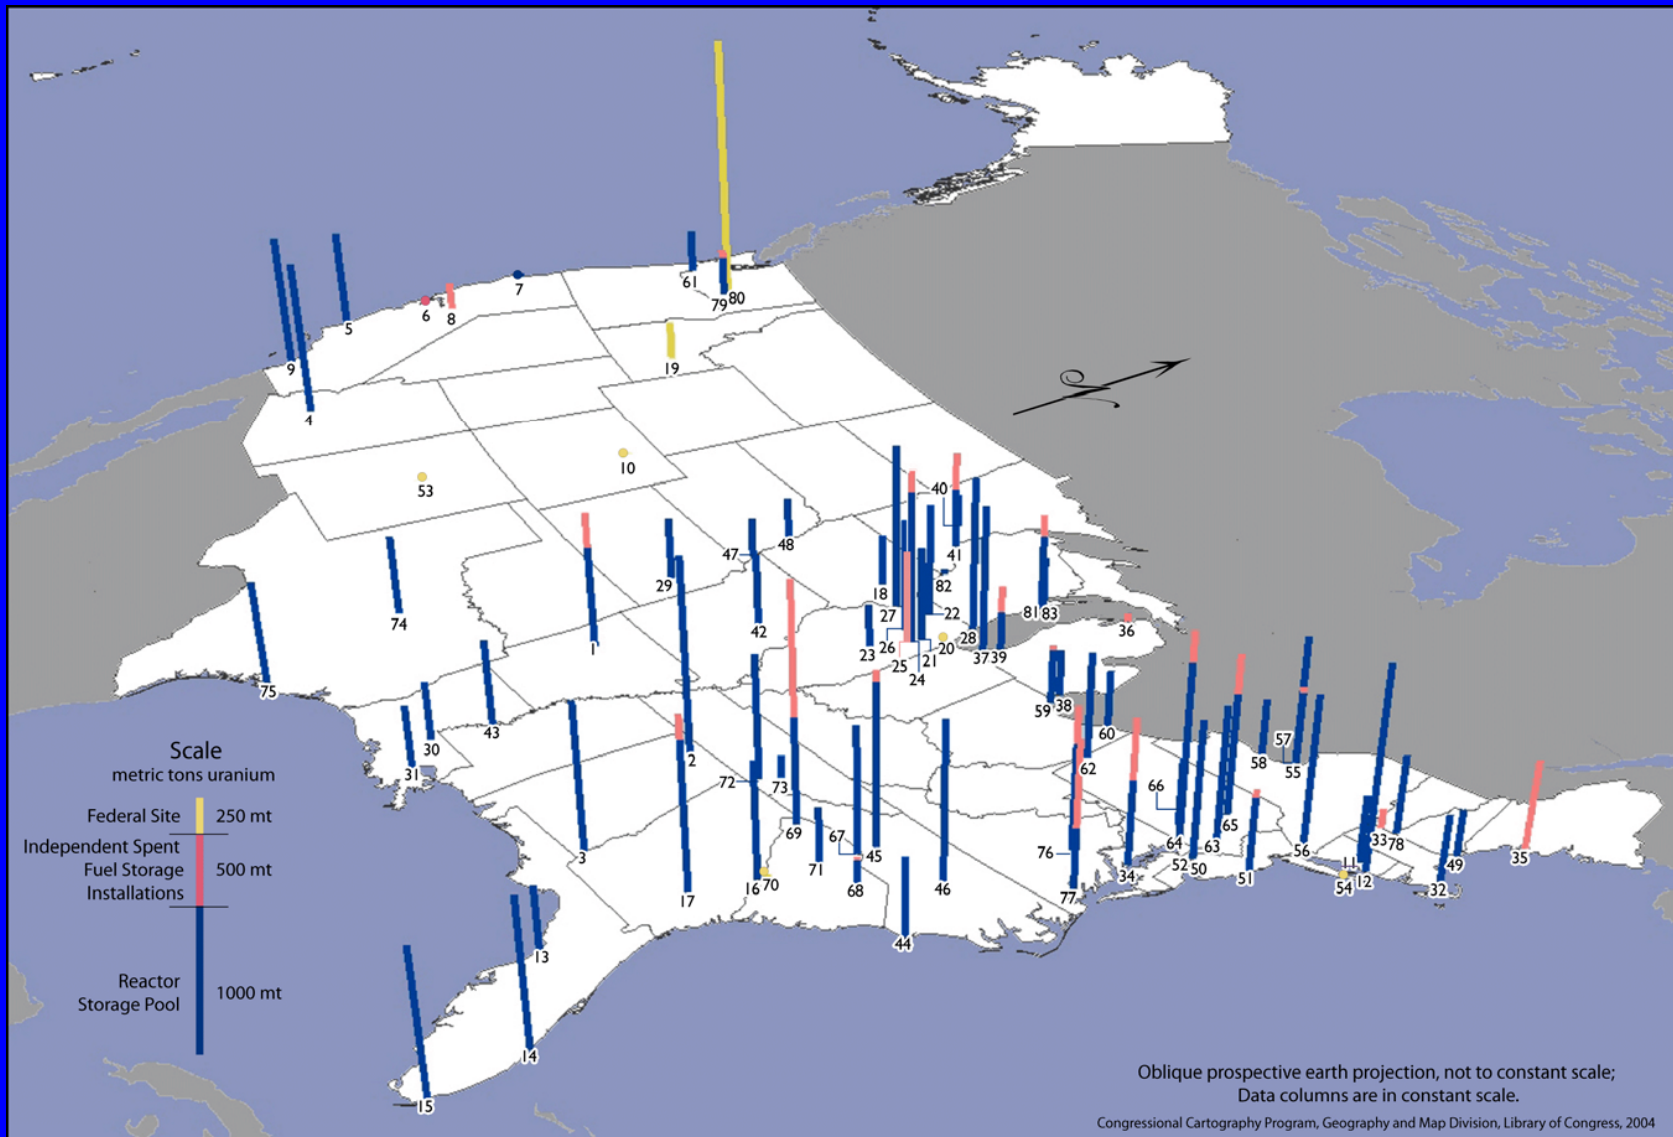 61
7
79 80
6 8
5
9
19
4
10
53
40
41
47 48
29
18 82
74
42
27 22 81 83
1
26 23 28 36
20
25 21 37 39
24
75
59 38
43
30
60
57
58
31
2 62
55
72 73
66
69
67
65
33 78
64 63
3 71 45 76 56 49
68 52 50 34 11 35
16 70 46 51 54 12
17 77 32
44
13
14
15
Scale
metric tons uranium
Federal Site 250 mt
Independent Spent
Fuel Storage 500 mt
Installations
Reactor
Storage Pool 1000 mt
Oblique prospective earth projection, not to constant scale;
Data columns are in constant scale.
Congressional Cartography Program, Geography and Map Division, Library of Congress, 2004